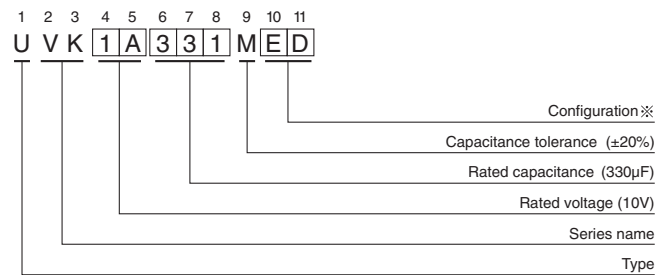 1 2 3 4 5 6 7 8 9 10 11
U V K 1 A 3 3 1 M E D
Configuration※
Capacitance tolerance (±20%)
Rated capacitance (330µF)
Rated voltage (10V)
Series name
Type